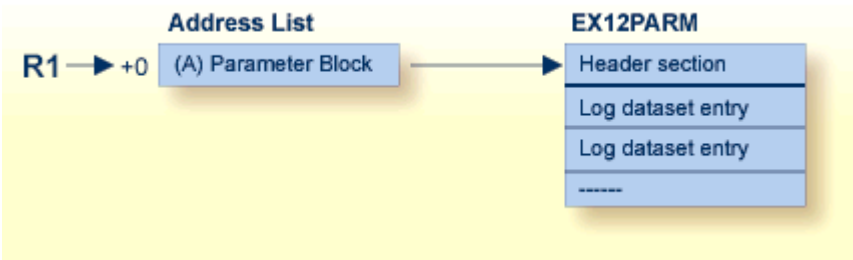 Address List
EX12PARM
R1 +0 (A) Parameter Block
Header section
Log dataset entry
Log dataset entry
------